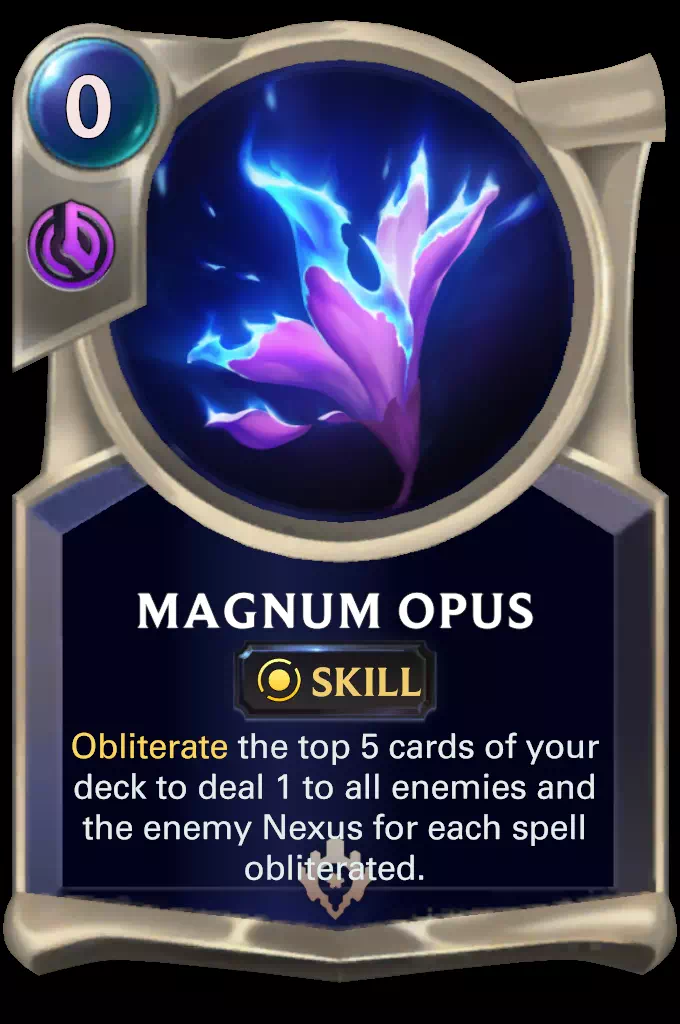 0
MAGNUM OPUS
SKILL
Obliterate the top 5 cards of your
deck to deal 1 to all enemies and
the enemy Nexus for each spell
obliterated.